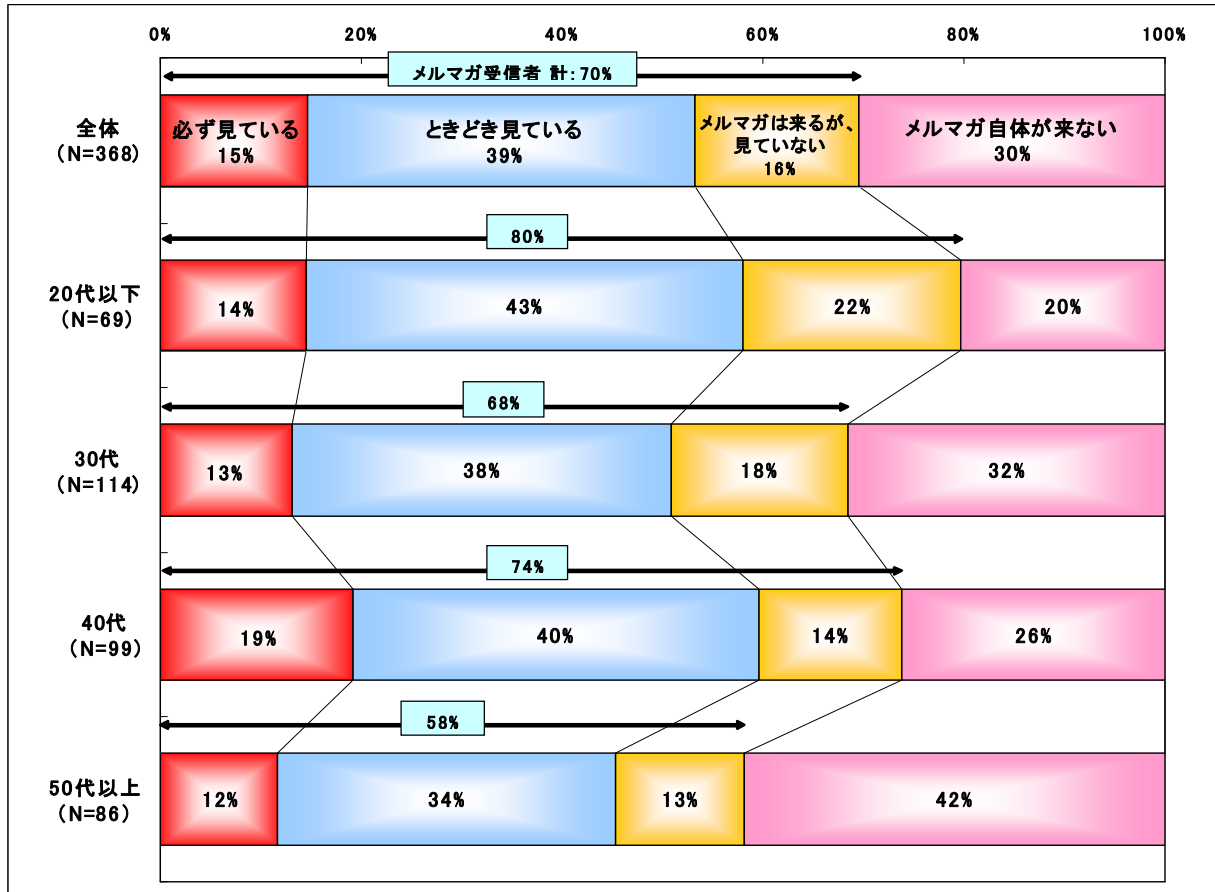 0%
20%
40%
60%
80%
100%
メルマガ受信者 計:70%
全体
(N=368)
必ず見ている
15%
ときどき見ている
39%
メルマガは来るが、
見ていない
16%
メルマガ自体が来ない
30%
80%
20代以下
(N=69)
14%
43%
22%
20%
68%
30代
(N=114)
13%
38%
18%
32%
74%
40代
(N=99)
19%
40%
14%
26%
58%
50代以上
(N=86)
12%
34%
13%
42%